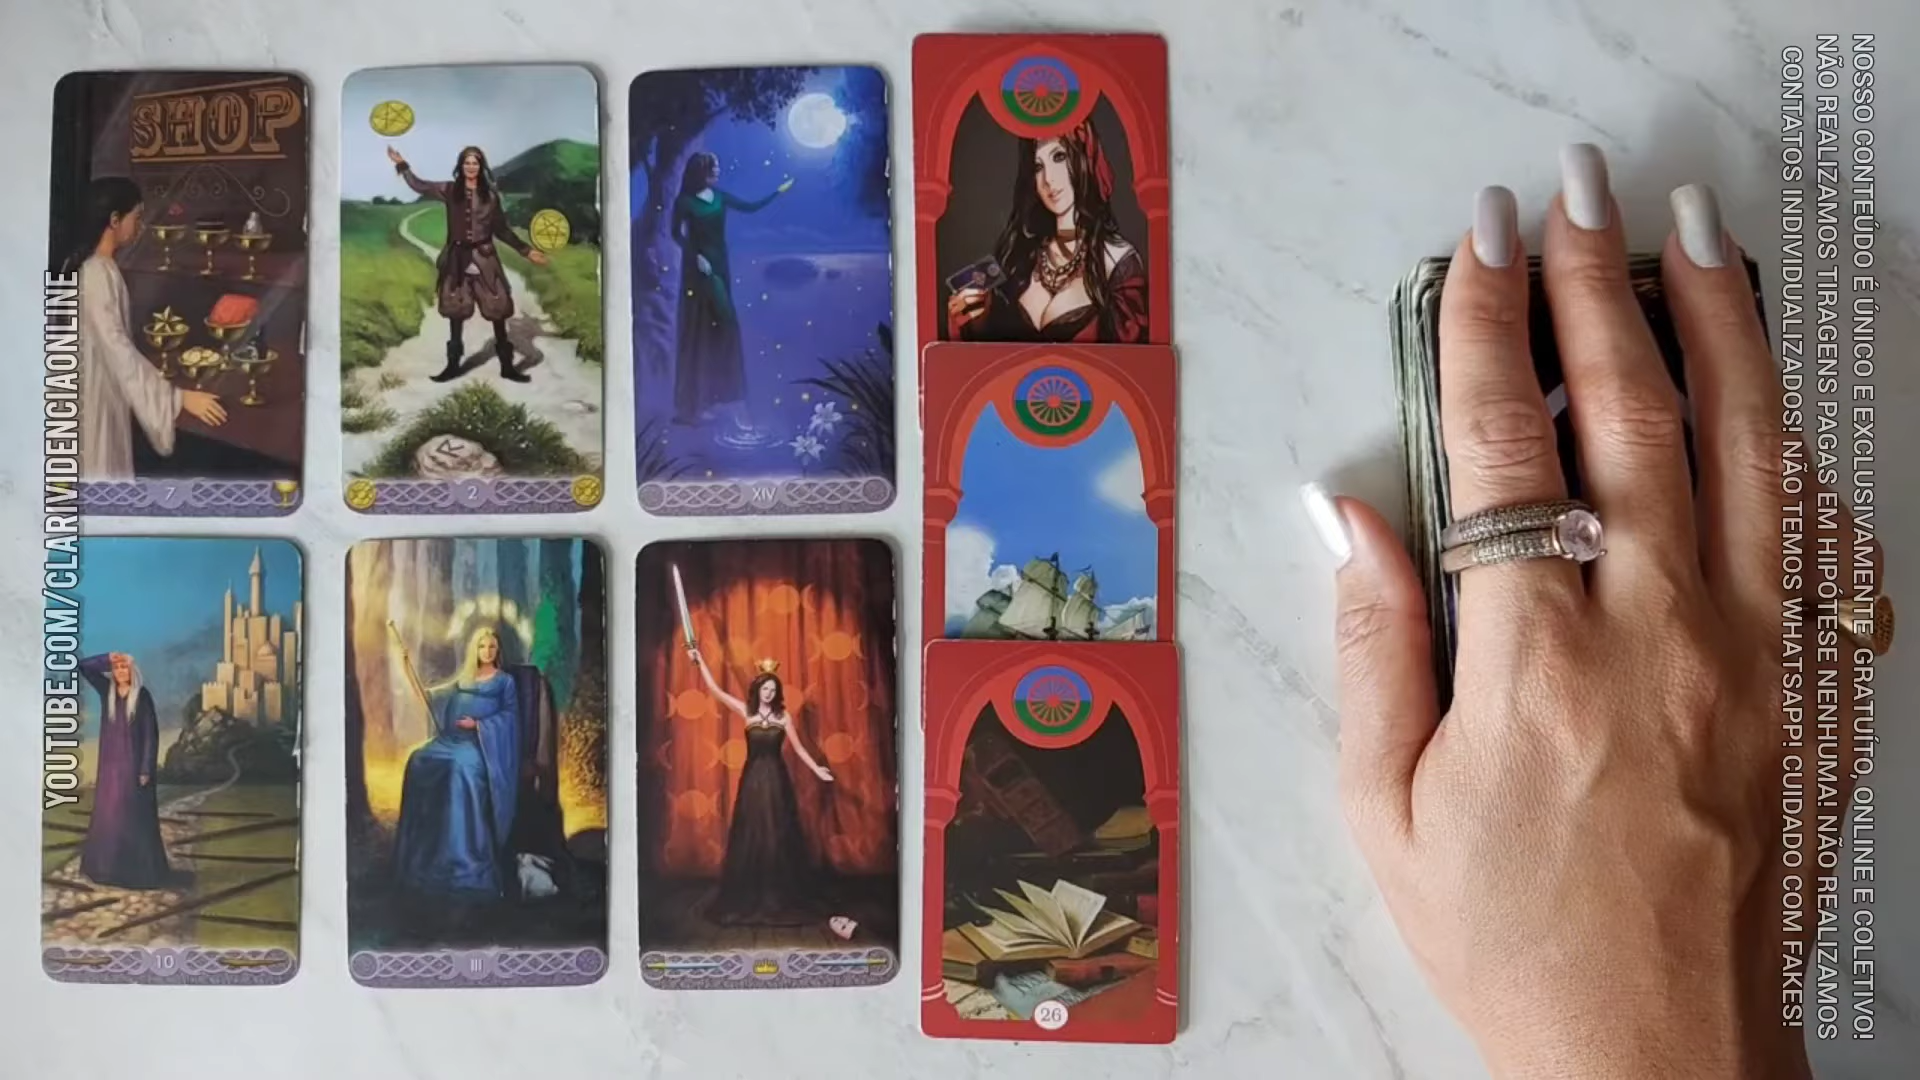 YOUTUBE.COM/CLARIVIDENCIAONLINE
SHOP
7
2
XIV
10
III
26
NOSSO CONTEÚDO É ÚNICO E EXCLUSIVAMENTE GRATUÍTO, ONLINE E COLETIVO!
NÃO REALIZAMOS TIRAGENS PAGAS EM HIPÓTESE NENHUMA! NÃO REALIZAMOS
CONTATOS INDIVIDUALIZADOS! NÃO TEMOS WHATSAPP! CUIDADO COM FAKES!